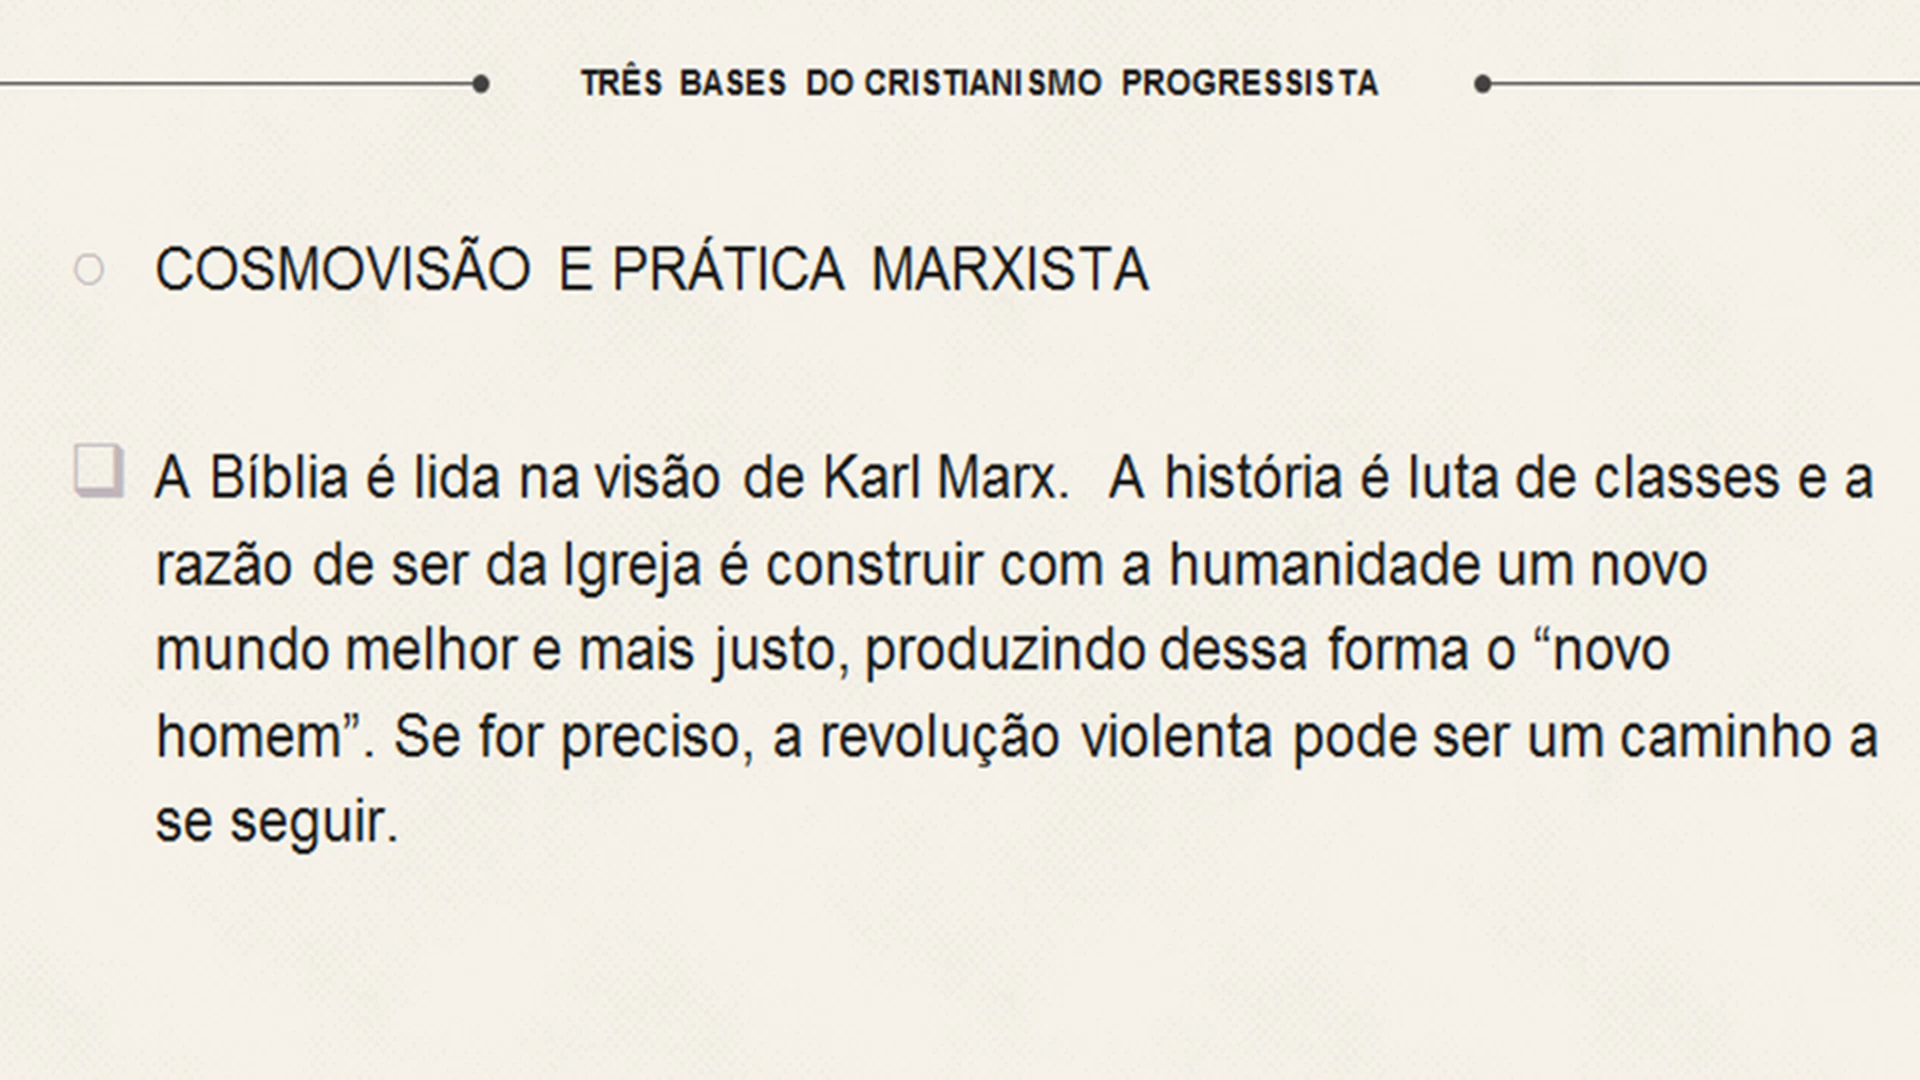 TRÊS BASES DO CRISTIANISMO PROGRESSISTA
COSMOVISÃO E PRÁTICA MARXISTA
A Bíblia é lida na visão de Karl Marx. A história é luta de classes e a
razão de ser da Igreja é construir com a humanidade um novo
mundo melhor e mais justo, produzindo dessa forma o “novo
homem”. Se for preciso, a revolução violenta pode ser um caminho a
se seguir.